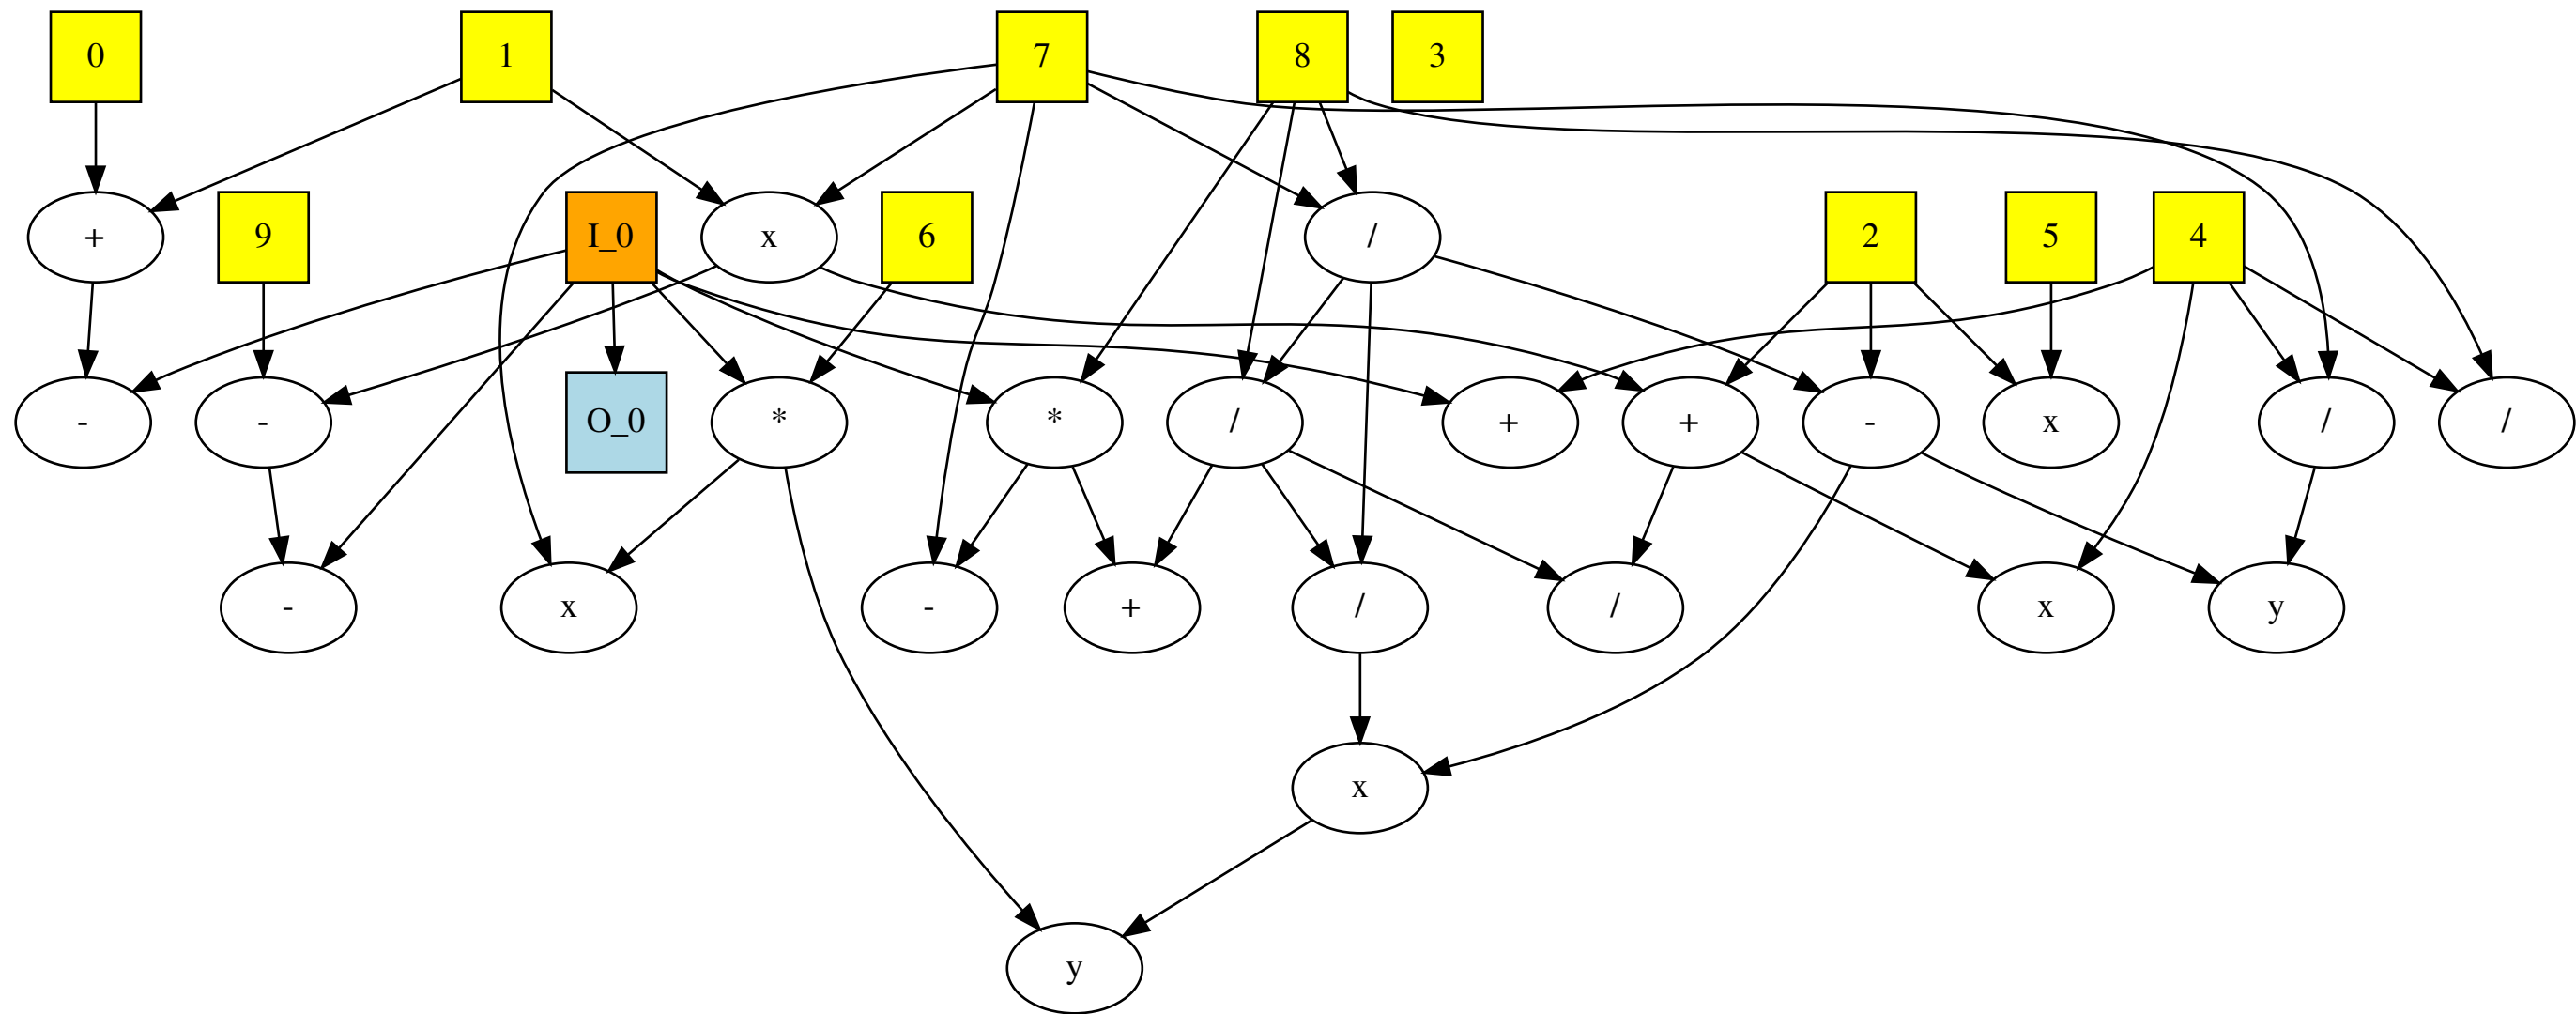 0 1 7 8 3
+ 9 I_0 x 6 / 2 5 4
- - O_0 * * / + + - x / /
- x - + / / x y
x
y